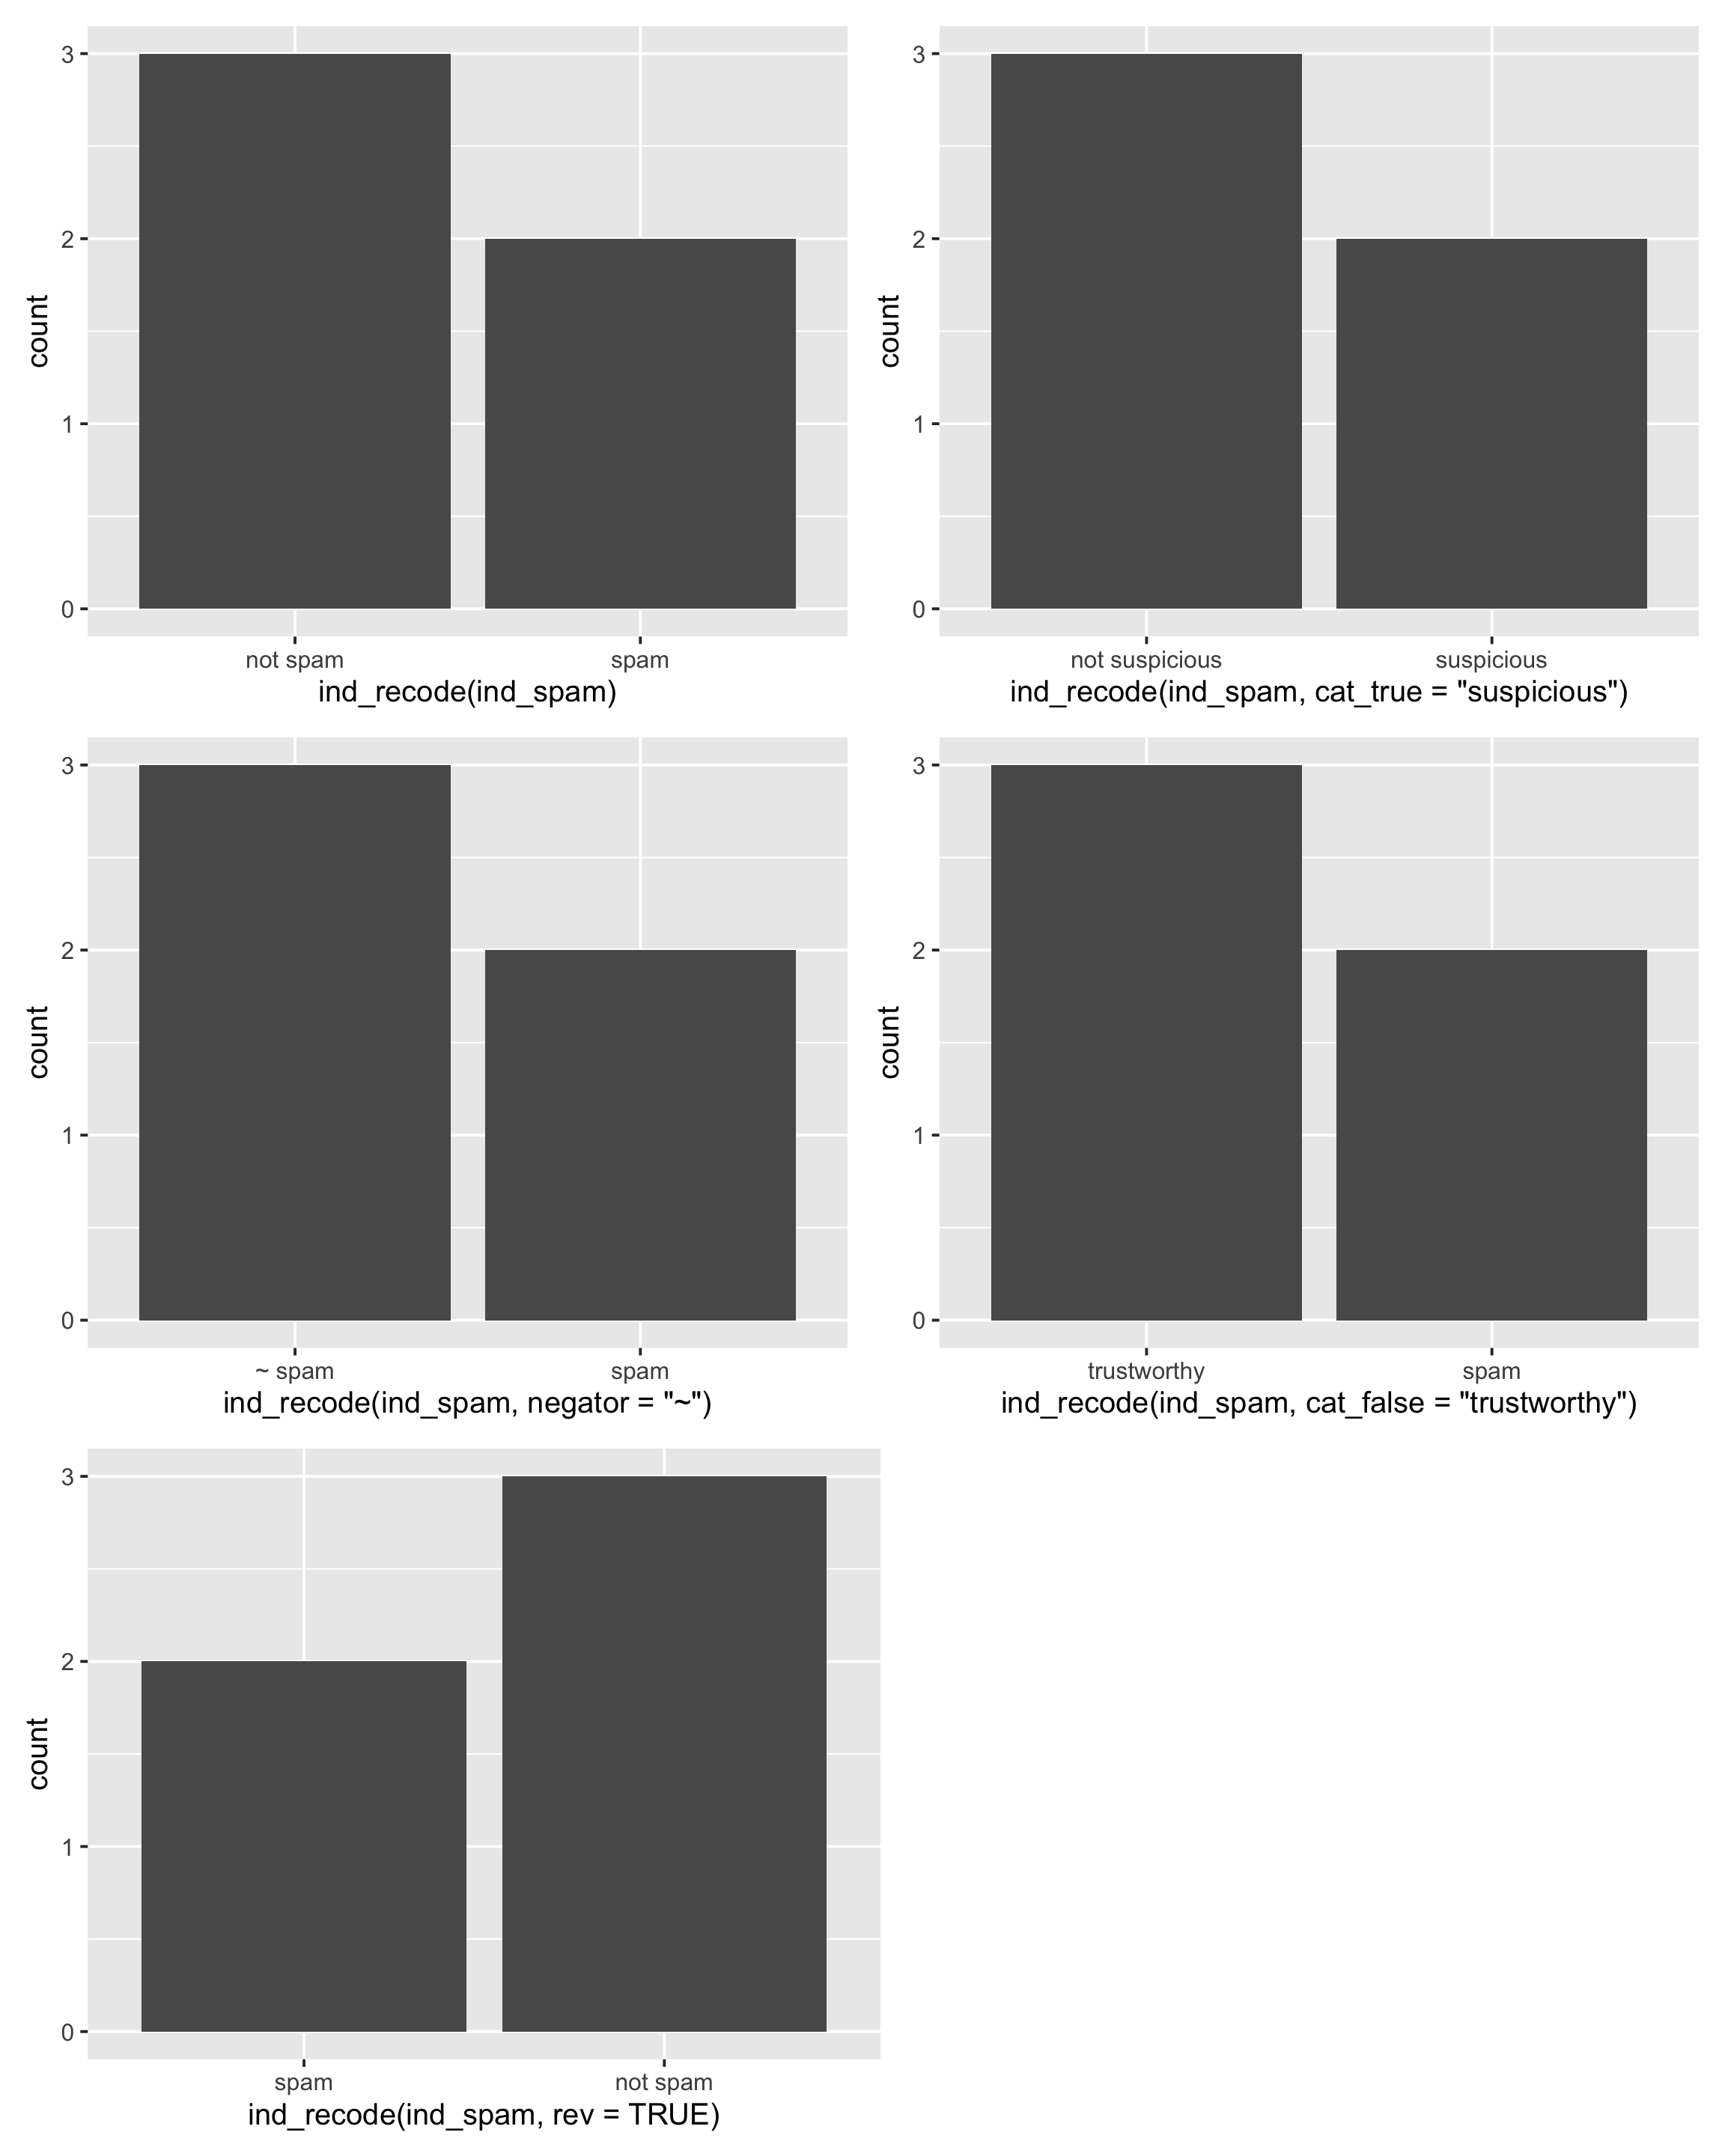 3
2
1
0
count
not spam spam
ind_recode(ind_spam)
3
2
1
0
count
not suspicious suspicious
ind_recode(ind_spam, cat_true = "suspicious")
3
2
1
0
count
~ spam spam
ind_recode(ind_spam, negator = "~")
3
2
1
0
count
trustworthy spam
ind_recode(ind_spam, cat_false = "trustworthy")
3
2
1
0
count
spam not spam
ind_recode(ind_spam, rev = TRUE)